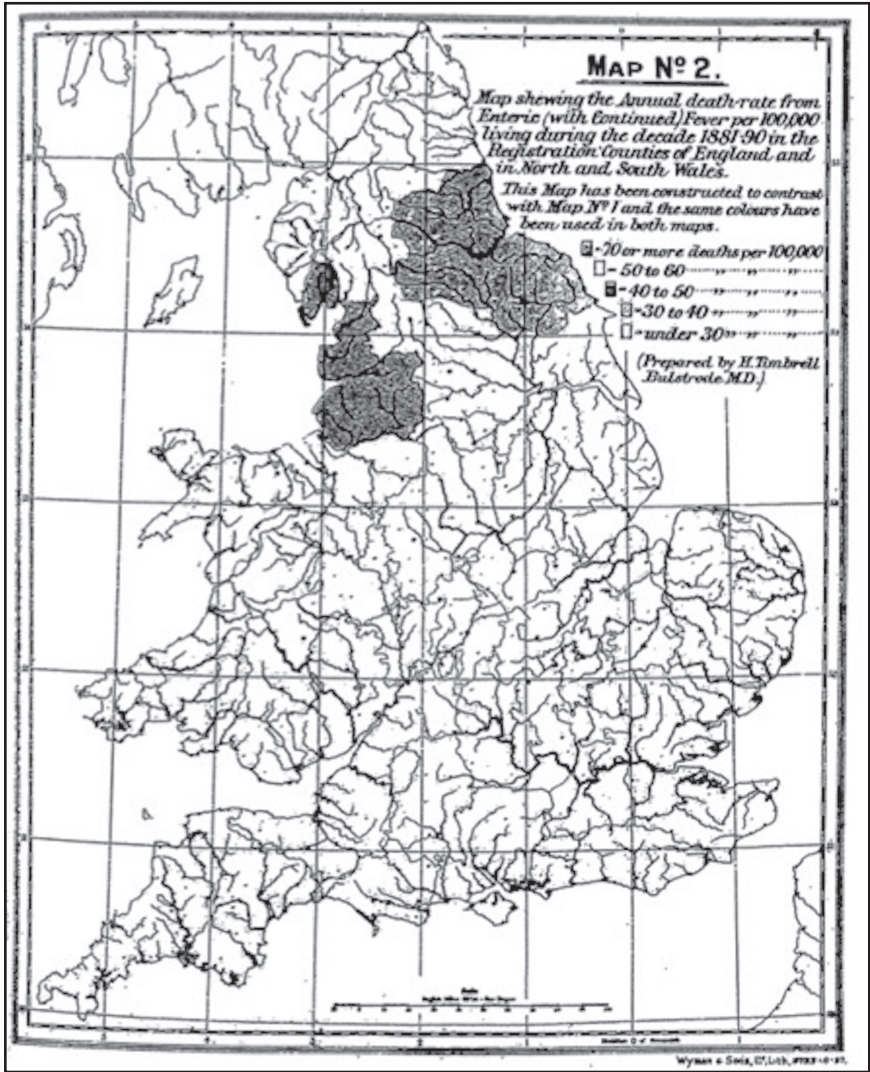 MAP Nº 2.
Map shewing the Annual death-rate from
Enteric (with Continued) Fever per 100,000
living during the decade 1881-90 in the
Registration Counties of England and
in North and South Wales.
This Map has been constructed to contrast
with Map Nº I and the same colours have
been used in both maps.
-70 or more deaths per 100,000
- 50 to 60 " " "
- 40 to 50 " " "
-30 to 40 " " "
- under 30 " " "
(Prepared by H. Timbrell
Bulstrode M.D.)
Scale
English Miles
Wyman & Sons, Lith,